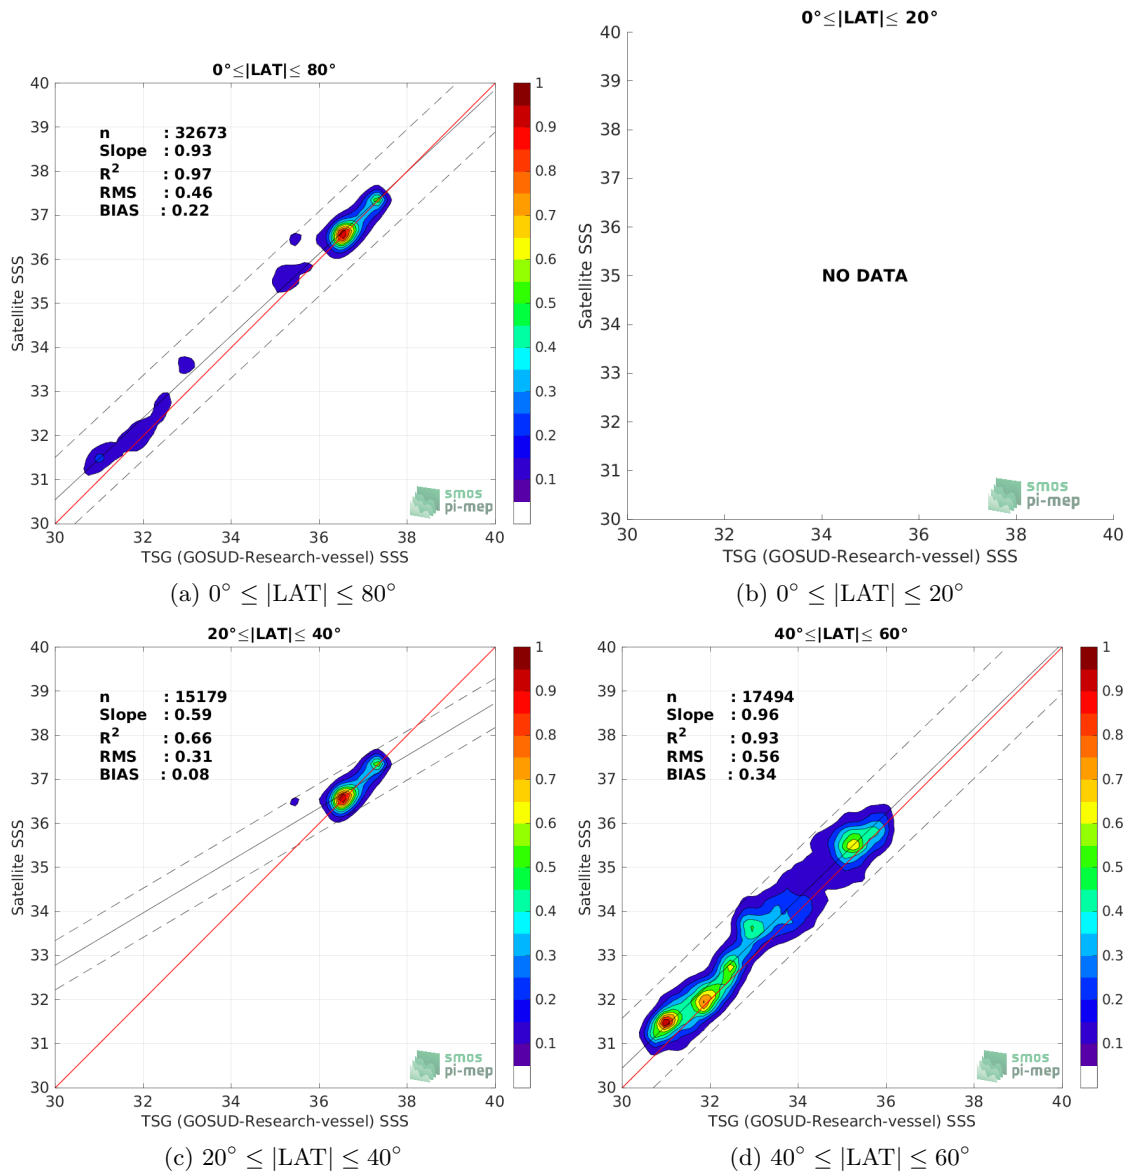 0°≤|LAT|≤ 80°
40
39
38
37
36
35
34
33
32
31
30
Satellite SSS
n : 32673
Slope : 0.93
R² : 0.97
RMS : 0.46
BIAS : 0.22
smos
pi-mep
30 32 34 36 38 40
TSG (GOSUD-Research-vessel) SSS
1
0.9
0.8
0.7
0.6
0.5
0.4
0.3
0.2
0.1
(a) 0° ≤ |LAT| ≤ 80°
0°≤|LAT|≤ 20°
40
39
38
37
36
35
34
33
32
31
30
Satellite SSS
NO DATA
smos
pi-mep
30 32 34 36 38 40
TSG (GOSUD-Research-vessel) SSS
(b) 0° ≤ |LAT| ≤ 20°
20°≤|LAT|≤ 40°
40
39
38
37
36
35
34
33
32
31
30
Satellite SSS
n : 15179
Slope : 0.59
R² : 0.66
RMS : 0.31
BIAS : 0.08
smos
pi-mep
30 32 34 36 38 40
TSG (GOSUD-Research-vessel) SSS
1
0.9
0.8
0.7
0.6
0.5
0.4
0.3
0.2
0.1
(c) 20° ≤ |LAT| ≤ 40°
40°≤|LAT|≤ 60°
40
39
38
37
36
35
34
33
32
31
30
Satellite SSS
n : 17494
Slope : 0.96
R² : 0.93
RMS : 0.56
BIAS : 0.34
smos
pi-mep
30 32 34 36 38 40
TSG (GOSUD-Research-vessel) SSS
1
0.9
0.8
0.7
0.6
0.5
0.4
0.3
0.2
0.1
(d) 40° ≤ |LAT| ≤ 60°